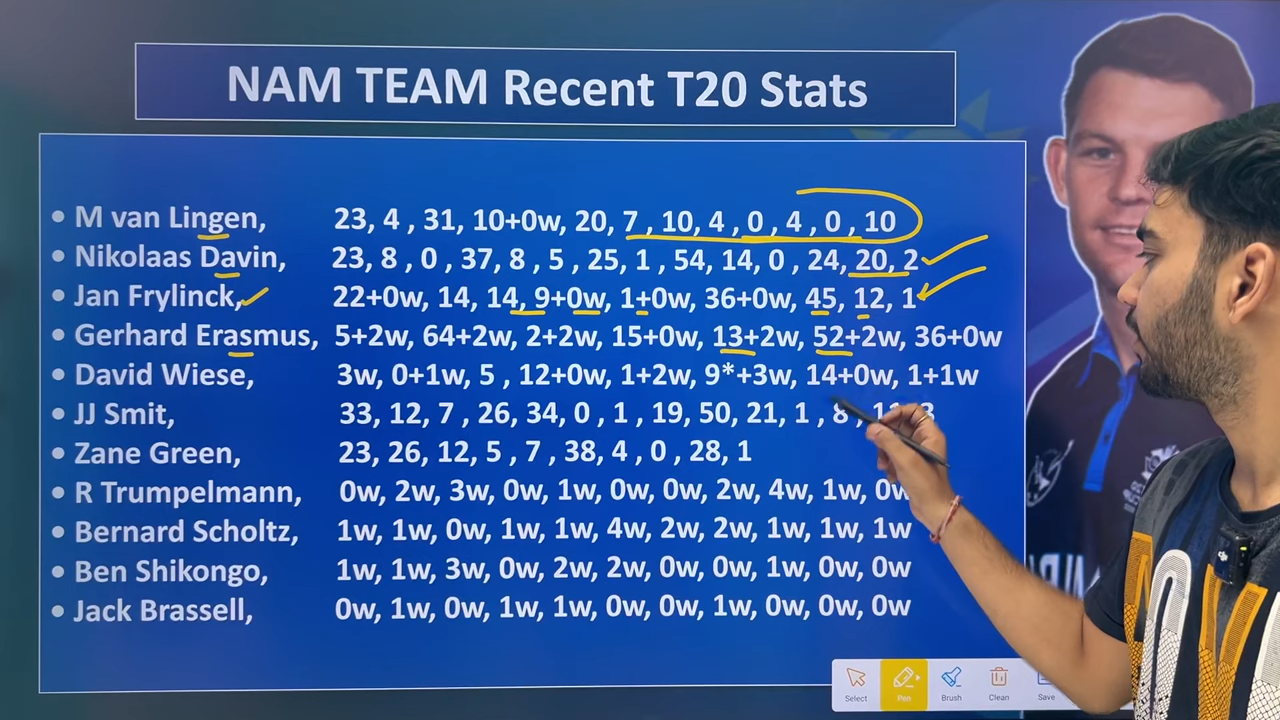 NAM TEAM Recent T20 Stats
• M van Lingen, 23, 4 , 31, 10+0w, 20, 7 , 10, 4 , 0 , 4 , 0 , 10
• Nikolaas Davin, 23, 8 , 0 , 37, 8 , 5 , 25, 1 , 54, 14, 0 , 24, 20, 2
• Jan Frylinck, 22+0w, 14, 14, 9+0w, 1+0w, 36+0w, 45, 12, 1
• Gerhard Erasmus, 5+2w, 64+2w, 2+2w, 15+0w, 13+2w, 52+2w, 36+0w
• David Wiese, 3w, 0+1w, 5 , 12+0w, 1+2w, 9*+3w, 14+0w, 1+1w
• JJ Smit, 33, 12, 7 , 26, 34, 0 , 1 , 19, 50, 21, 1 , 8 ,
• Zane Green, 23, 26, 12, 5 , 7 , 38, 4 , 0 , 28, 1
• R Trumpelmann, 0w, 2w, 3w, 0w, 1w, 0w, 0w, 2w, 4w, 1w, 0w
• Bernard Scholtz, 1w, 1w, 0w, 1w, 1w, 4w, 2w, 2w, 1w, 1w, 1w
• Ben Shikongo, 1w, 1w, 3w, 0w, 2w, 2w, 0w, 0w, 1w, 0w, 0w
• Jack Brassell, 0w, 1w, 0w, 1w, 1w, 0w, 0w, 1w, 0w, 0w, 0w
Select Pen Brush Clean Save